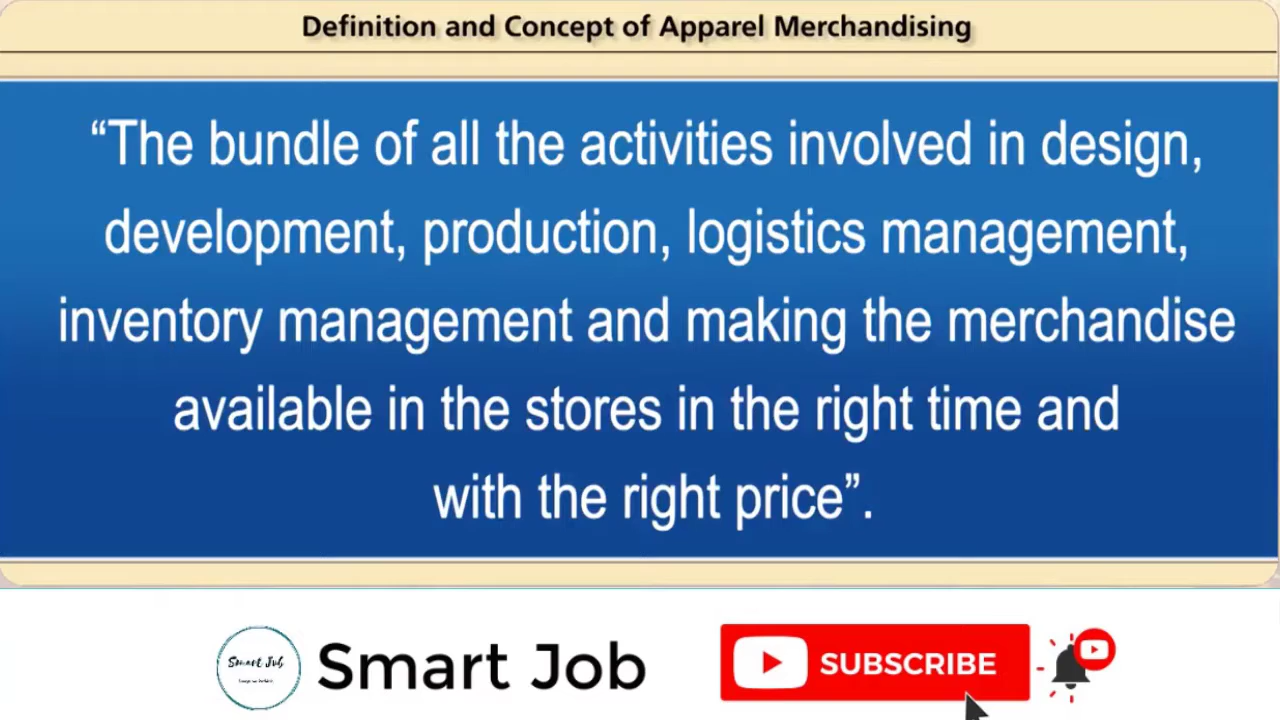 Definition and Concept of Apparel Merchandising
“The bundle of all the activities involved in design,
development, production, logistics management,
inventory management and making the merchandise
available in the stores in the right time and
with the right price”.
Smart Job
Smart Job
SUBSCRIBE